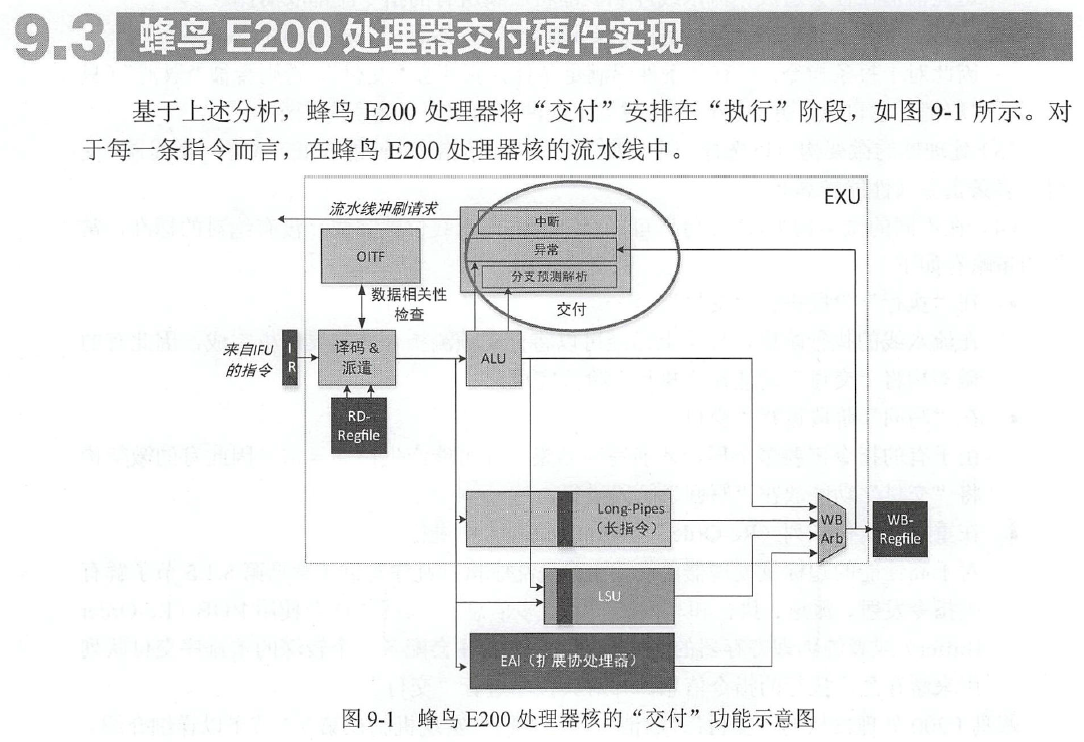 9.3 蜂鸟 E200 处理器交付硬件实现
基于上述分析，蜂鸟 E200 处理器将“交付”安排在“执行”阶段，如图 9-1 所示。对
于每一条指令而言，在蜂鸟 E200 处理器核的流水线中。
EXU
流水线冲刷请求
中断
异常
分支预测解析
交付
OITF
数据相关性
检查
来自IFU
的指令
I
R
译码 &
派遣
ALU
RD-
Regfile
Long-Pipes
（长指令）
WB
Arb
WB-
Regfile
LSU
EAI（扩展协处理器）
图 9-1 蜂鸟 E200 处理器核的“交付”功能示意图